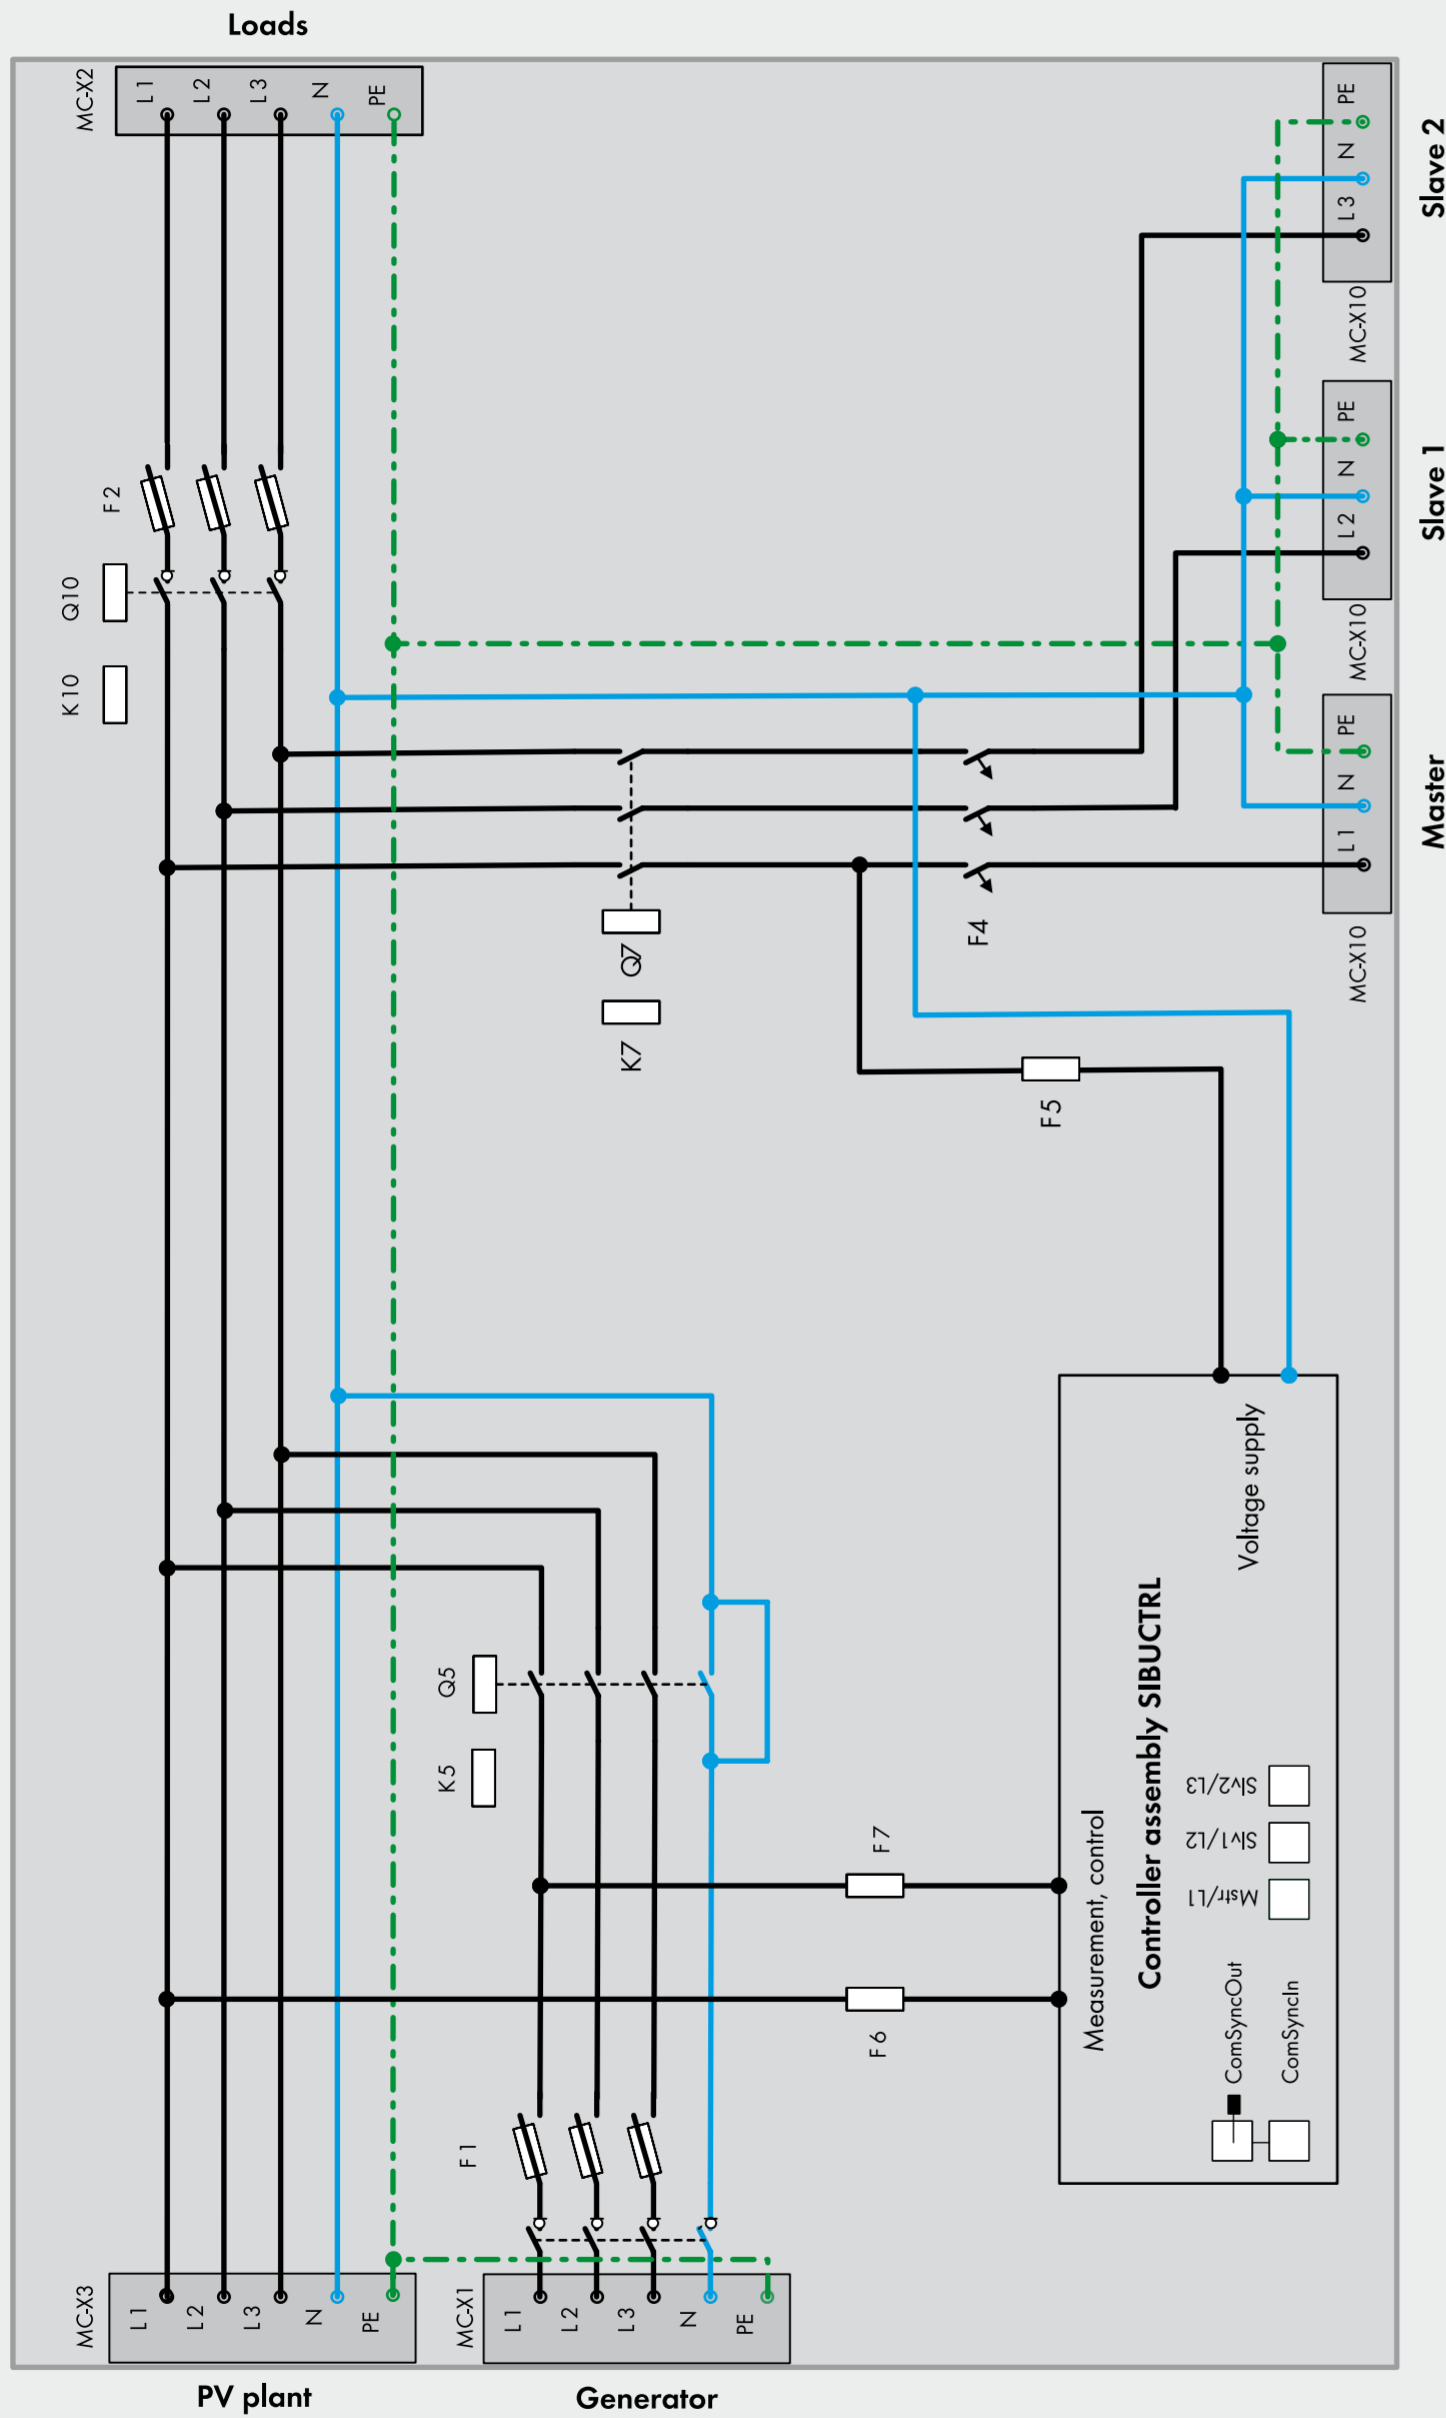 Loads
MC-X2
L1
L2
L3
N
PE
F2
Q10
K10
PE
N
L3
MC-X10
Slave 2
PE
N
L2
MC-X10
Slave 1
PE
N
L1
MC-X10
Master
Q7
K7
F4
F5
Voltage supply
Q5
K5
F7
F6
Measurement, control
Controller assembly SIBUCTRL
Slv2/L3
Slv1/L2
Mstr/L1
ComSyncOut
ComSyncIn
F1
MC-X3
L1
L2
L3
N
PE
MC-X1
L1
L2
L3
N
PE
PV plant
Generator